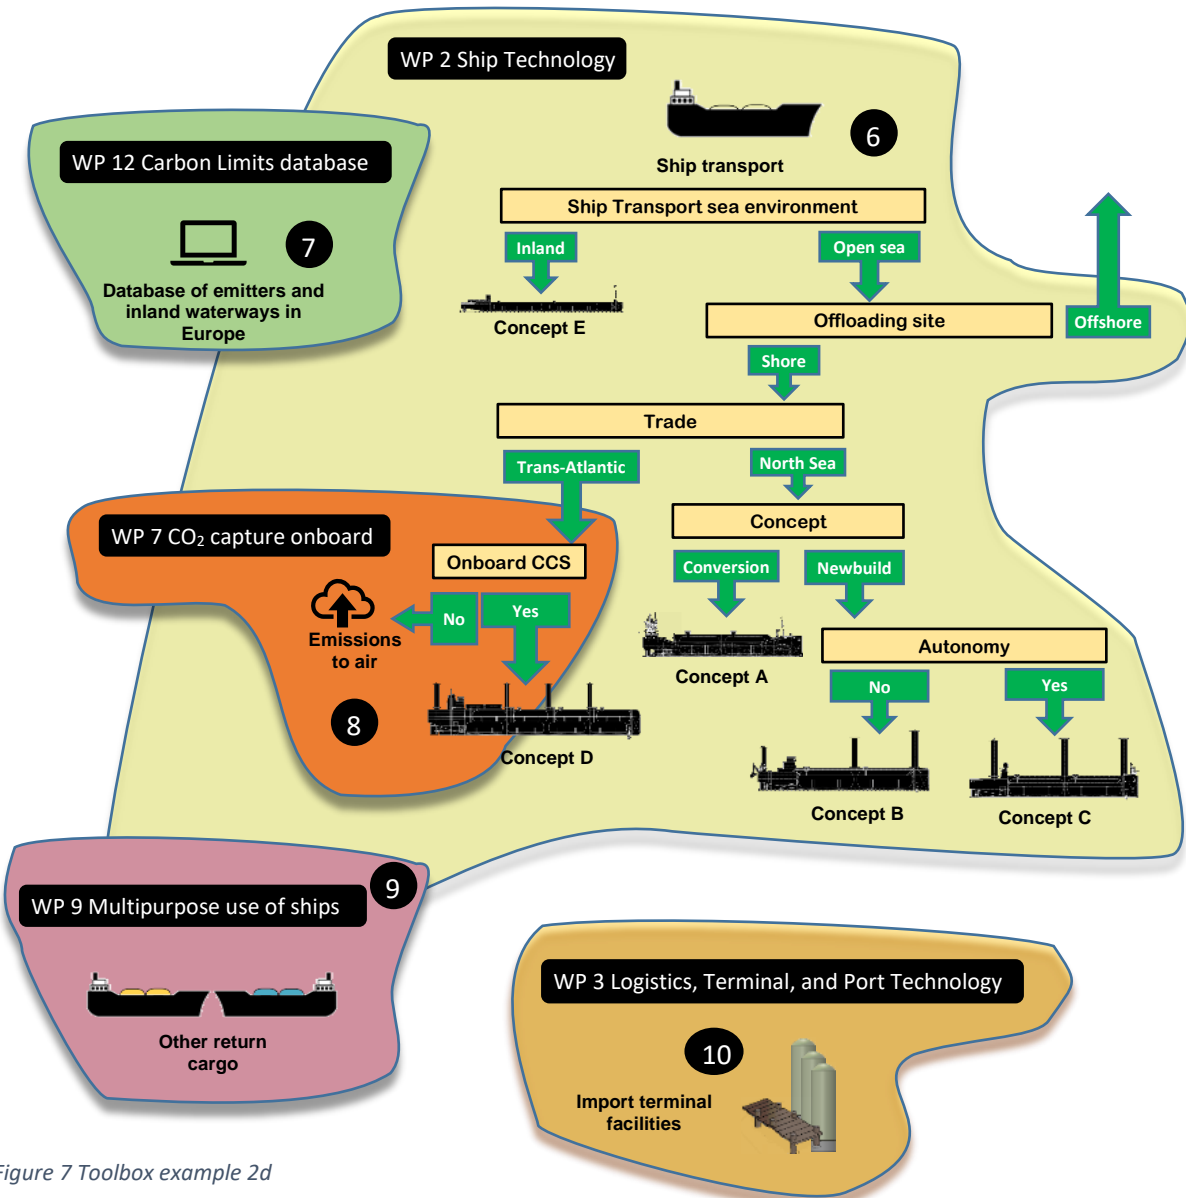 WP 2 Ship Technology
6
Ship transport
WP 12 Carbon Limits database
7
Database of emitters and
inland waterways in
Europe
Ship Transport sea environment
Inland
Open sea
Concept E
Offloading site
Offshore
Shore
Trade
Trans-Atlantic
North Sea
WP 7 CO₂ capture onboard
Concept
Onboard CCS
Conversion
Newbuild
No
Yes
Emissions
to air
Autonomy
Concept A
No
Yes
8
Concept D
Concept B
Concept C
9
WP 9 Multipurpose use of ships
Other return
cargo
WP 3 Logistics, Terminal, and Port Technology
10
Import terminal
facilities
Figure 7 Toolbox example 2d